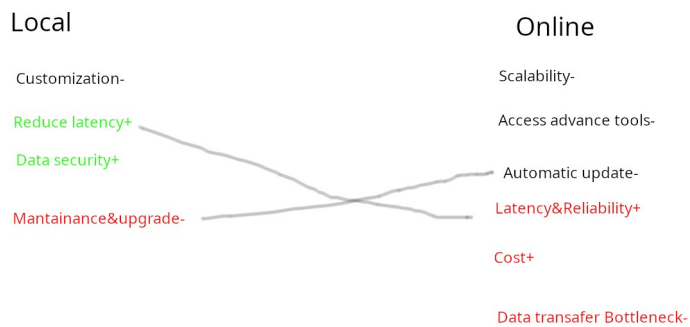 Local
Customization-
Reduce latency+
Data security+
Mantainance&upgrade-
Online
Scalability-
Access advance tools-
Automatic update-
Latency&Reliability+
Cost+
Data transafer Bottleneck-